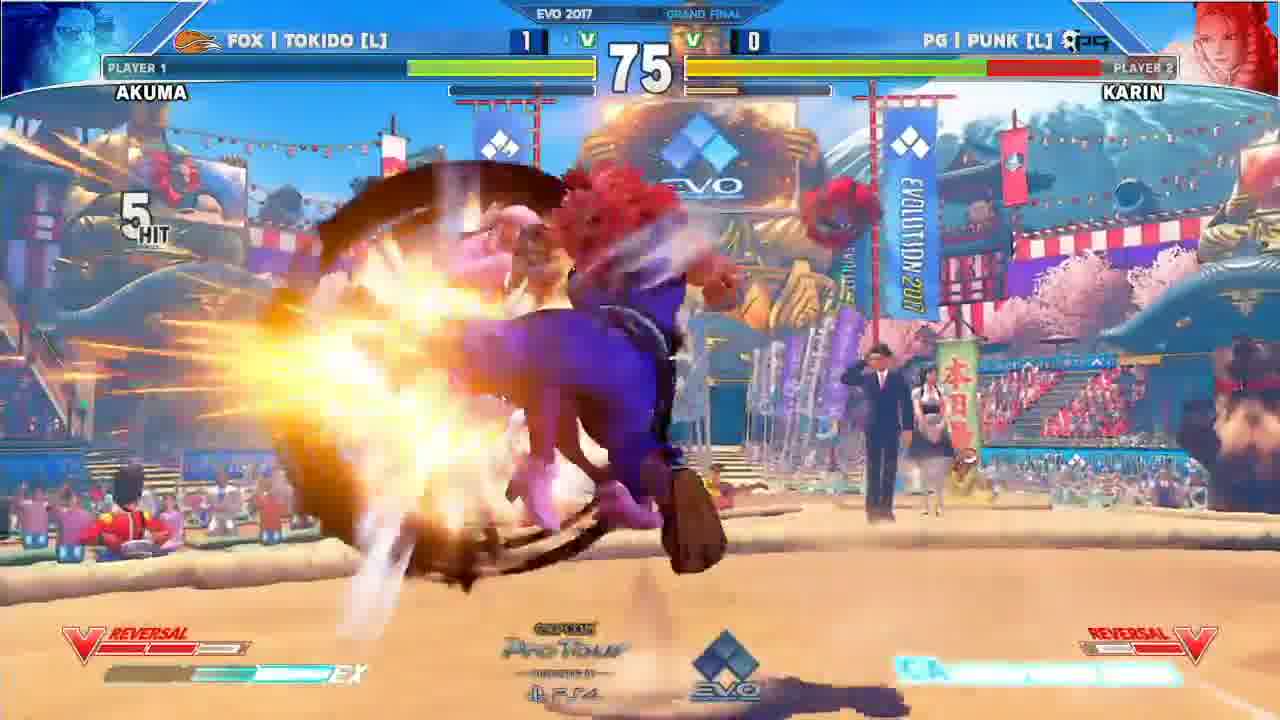 EVO 2017
GRAND FINAL
FOX | TOKIDO [L]
1
V
75
V
0
PG | PUNK [L]
PLAYER 1
PLAYER 2
AKUMA
KARIN
EVO
EVOLUTION 2017
5 HIT
本日
REVERSAL
EX
REVERSAL
CAPCOM
Pro Tour
PS4
EVO